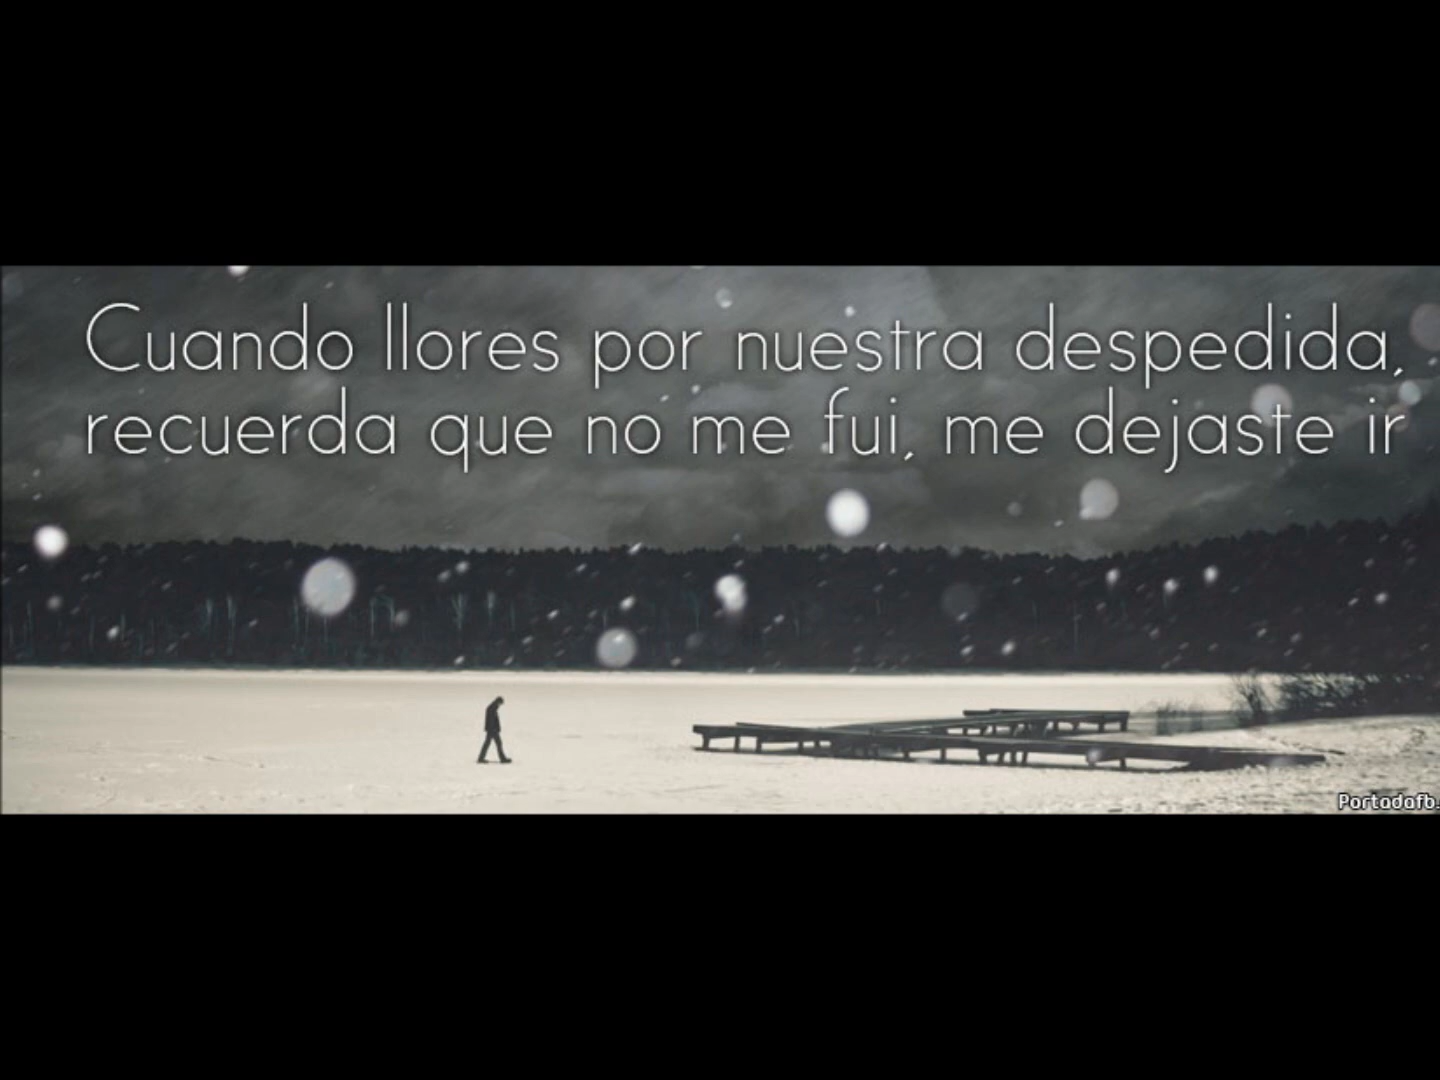 Cuando llores por nuestra despedida,
recuerda que no me fui, me dejaste ir
Portadafb.